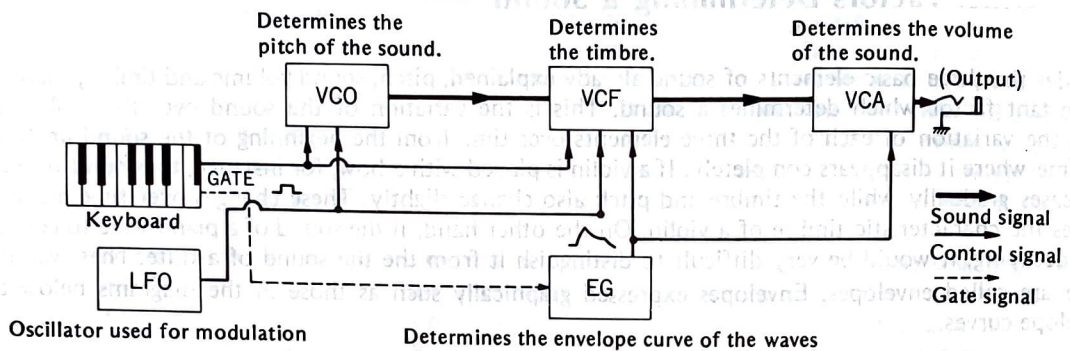 Determines the
pitch of the sound.
Determines
the timbre.
Determines the volume
of the sound.
VCO
VCF
VCA
(Output)
GATE
Keyboard
LFO
EG
Sound signal
Control signal
Gate signal
Oscillator used for modulation
Determines the envelope curve of the waves